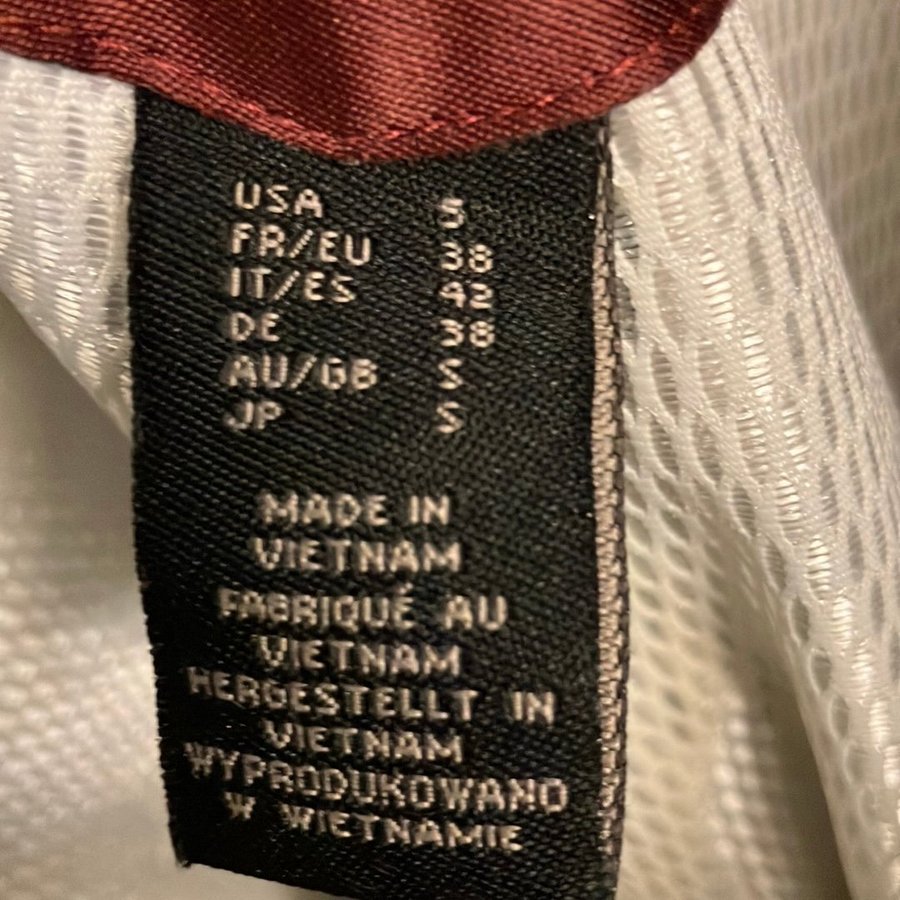 USA S
FR/EU 38
IT/ES 42
DE 38
AU/GB S
JP S
MADE IN
VIETNAM
FABRIQUÉ AU
VIETNAM
HERGESTELLT IN
VIETNAM
WYPRODUKOWANO
W WIETNAMIE